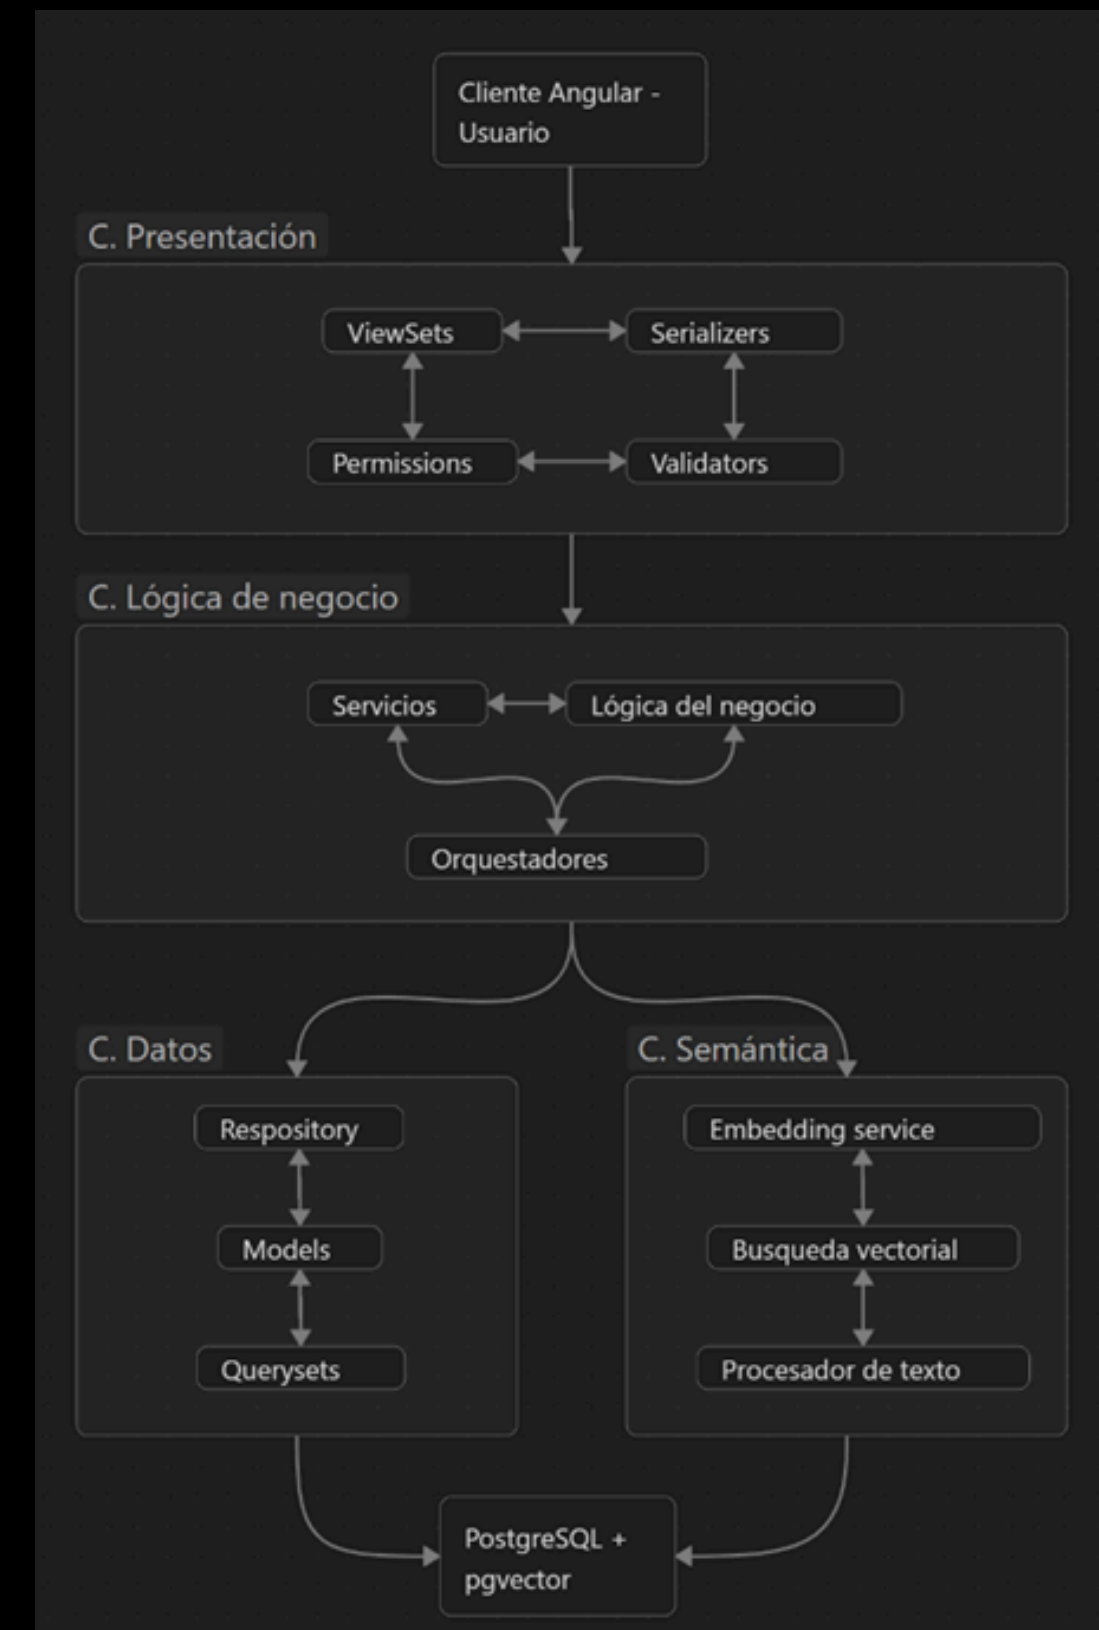 Cliente Angular -
Usuario
C. Presentación
ViewSets
Serializers
Permissions
Validators
C. Lógica de negocio
Servicios
Lógica del negocio
Orquestadores
C. Datos
C. Semántica
Respository
Embedding service
Models
Busqueda vectorial
Querysets
Procesador de texto
PostgreSQL +
pgvector